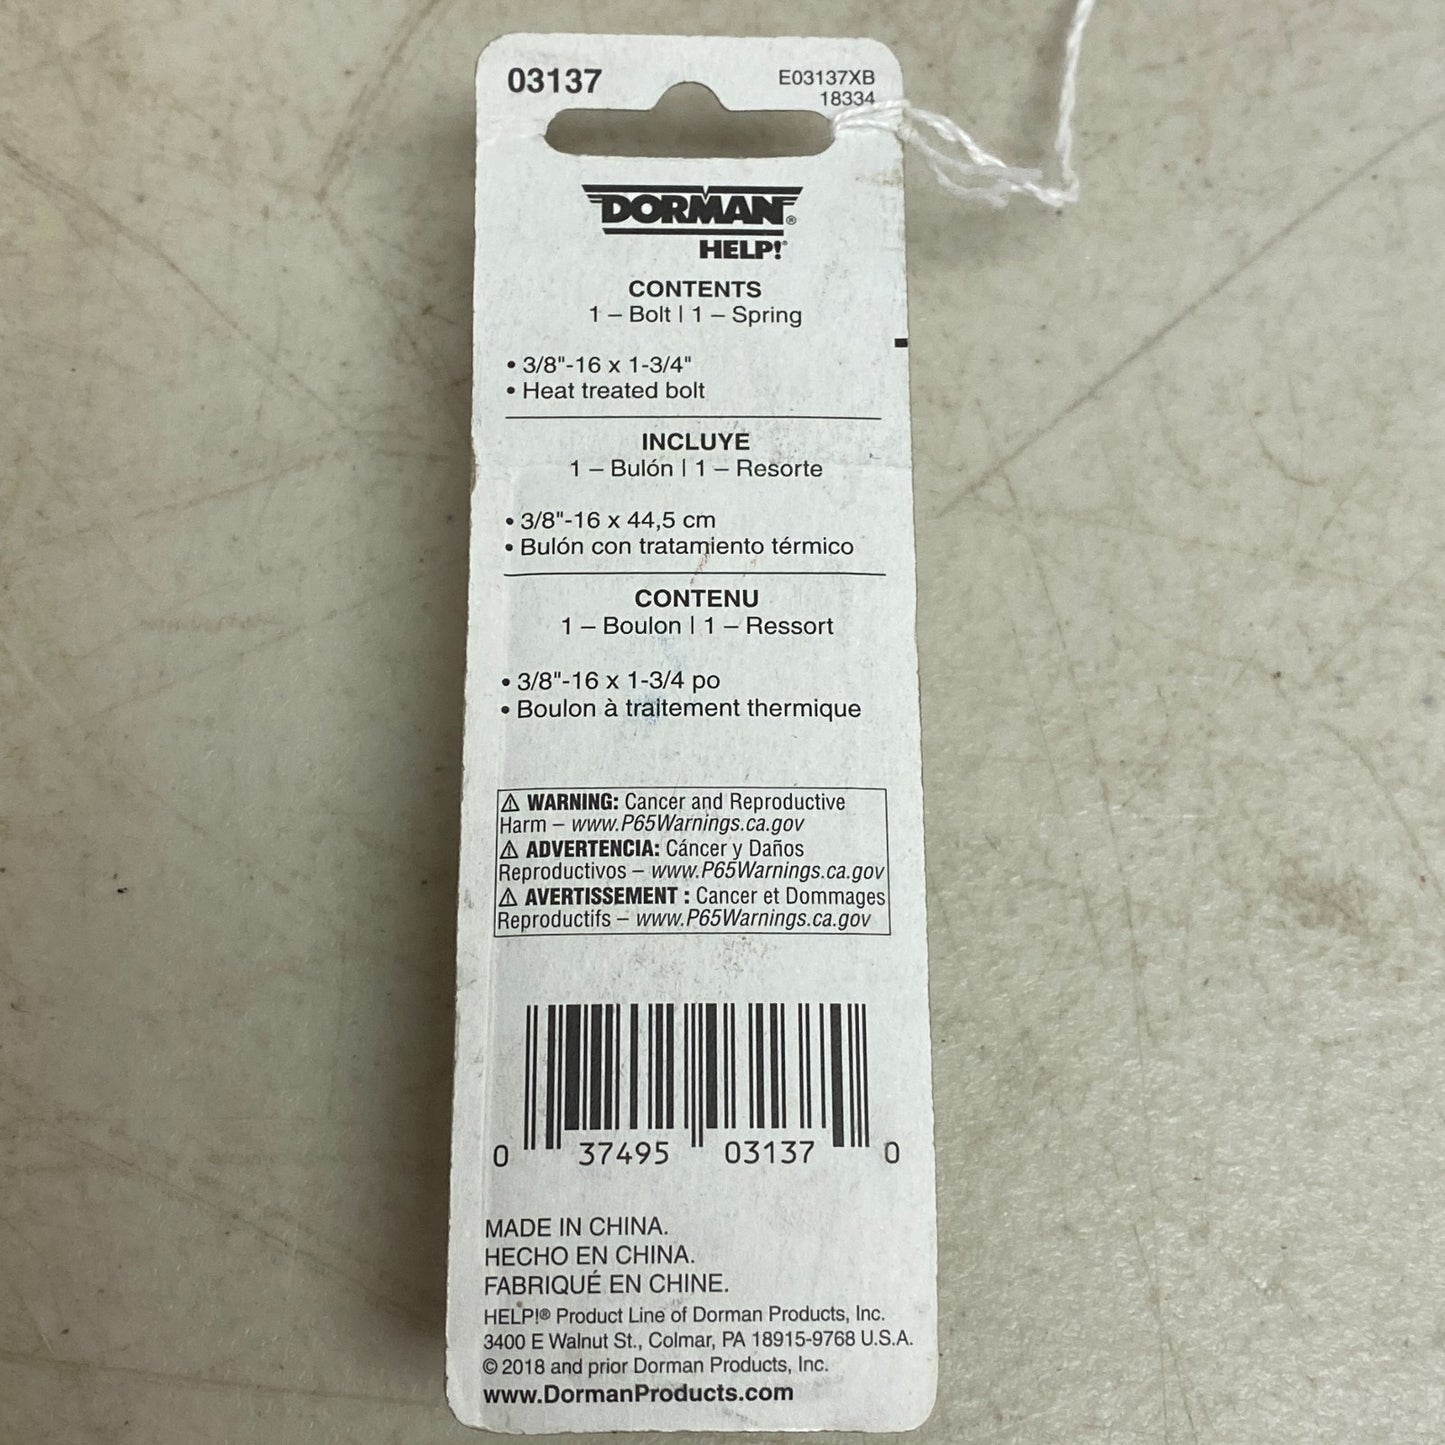 03137
E03137XB
18334
DORMAN®
HELP!®
CONTENTS
1 – Bolt | 1 – Spring
• 3/8"-16 x 1-3/4"
• Heat treated bolt
INCLUYE
1 – Bulón | 1 – Resorte
• 3/8"-16 x 44,5 cm
• Bulón con tratamiento térmico
CONTENU
1 – Boulon | 1 – Ressort
• 3/8"-16 x 1-3/4 po
• Boulon à traitement thermique
⚠ WARNING: Cancer and Reproductive
Harm – www.P65Warnings.ca.gov
⚠ ADVERTENCIA: Cáncer y Daños
Reproductivos – www.P65Warnings.ca.gov
⚠ AVERTISSEMENT : Cancer et Dommages
Reproductifs – www.P65Warnings.ca.gov
0 37495 03137 0
MADE IN CHINA.
HECHO EN CHINA.
FABRIQUÉ EN CHINE.
HELP!® Product Line of Dorman Products, Inc.
3400 E Walnut St., Colmar, PA 18915-9768 U.S.A.
© 2018 and prior Dorman Products, Inc.
www.DormanProducts.com